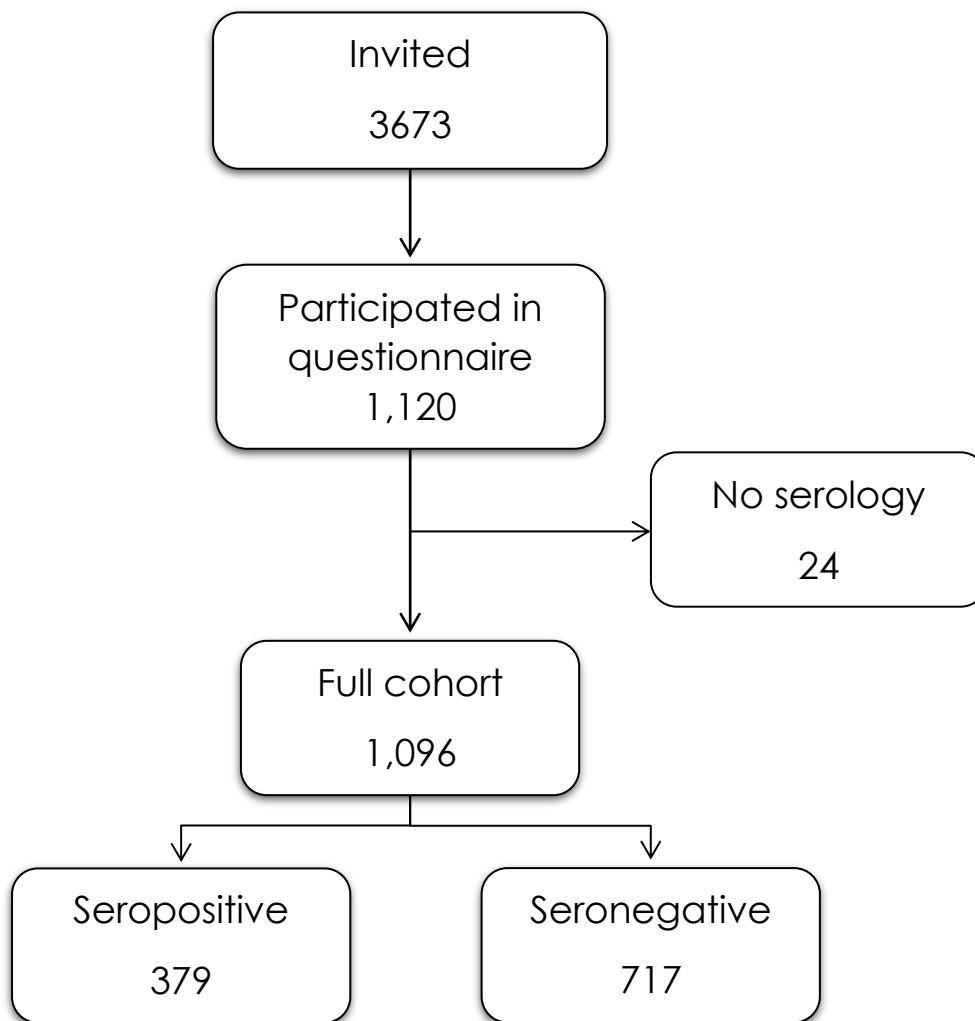 Invited
3673
Participated in
questionnaire
1,120
No serology
24
Full cohort
1,096
Seropositive
379
Seronegative
717